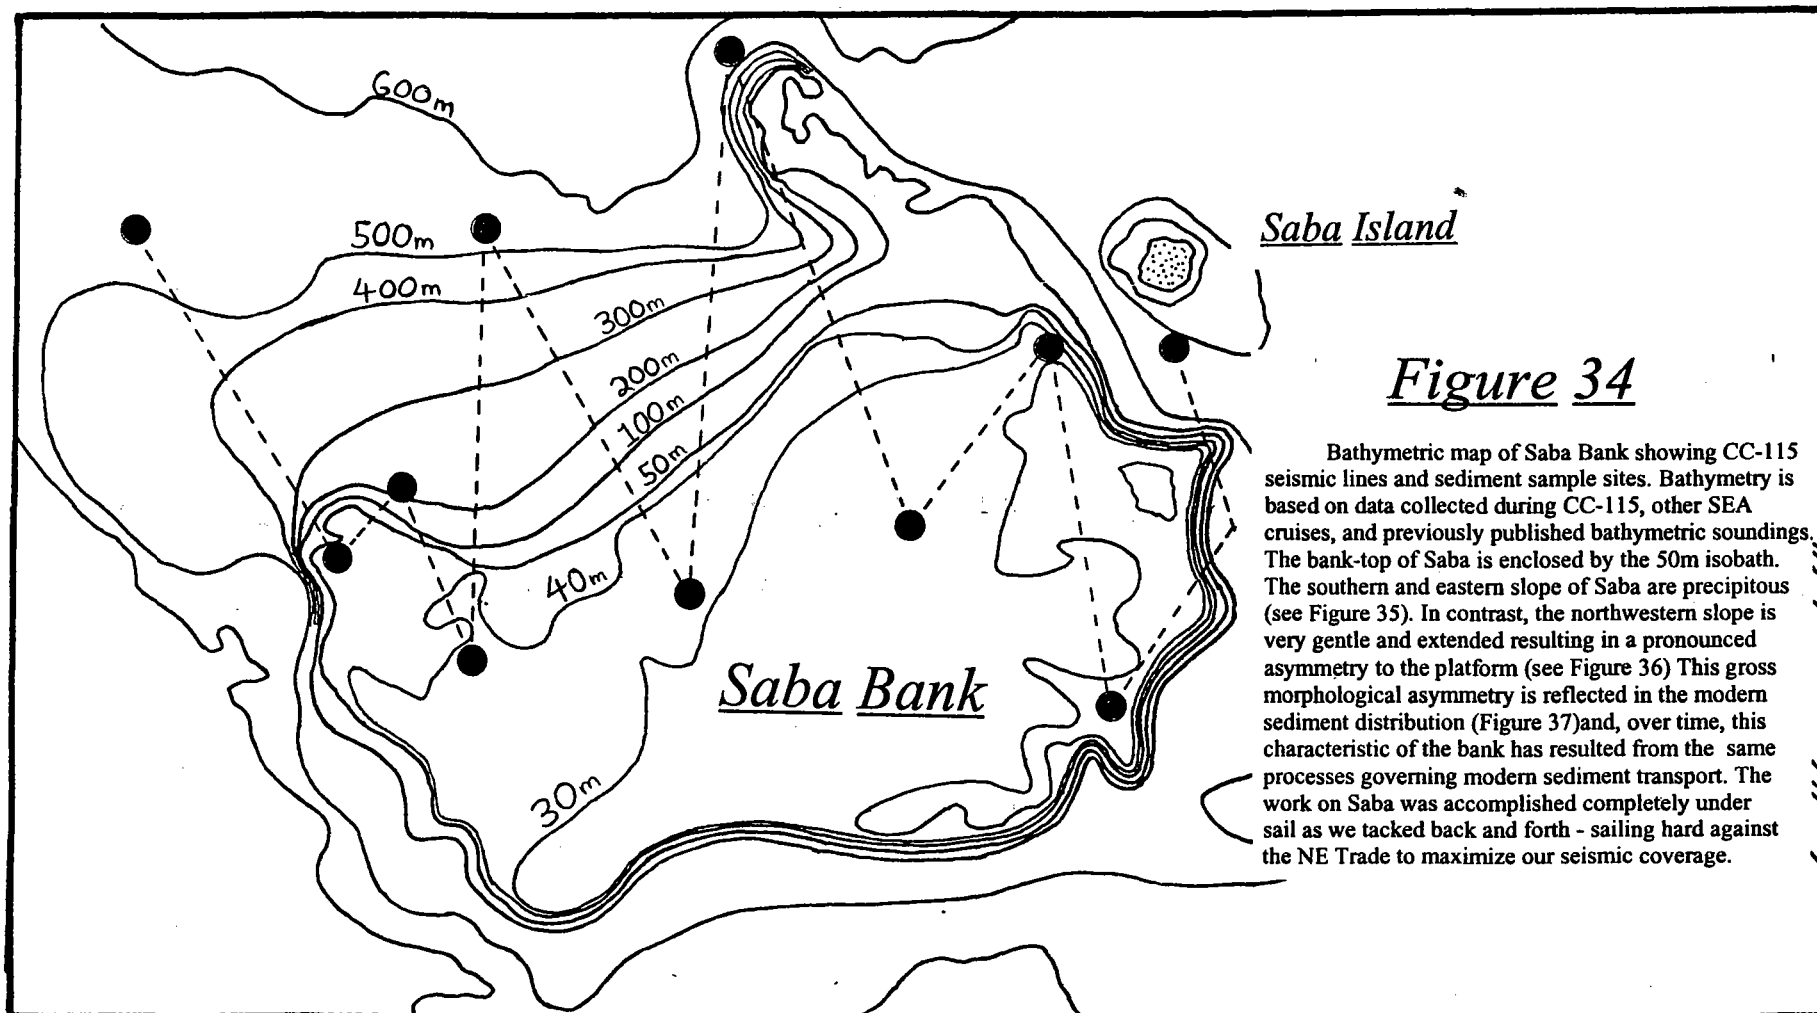 600m
500m
400m
300m
200m
100m
50m
40m
30m
Saba Bank
Saba Island
Figure 34
Bathymetric map of Saba Bank showing CC-115
seismic lines and sediment sample sites. Bathymetry is
based on data collected during CC-115, other SEA
cruises, and previously published bathymetric soundings.
The bank-top of Saba is enclosed by the 50m isobath.
The southern and eastern slope of Saba are precipitous
(see Figure 35). In contrast, the northwestern slope is
very gentle and extended resulting in a pronounced
asymmetry to the platform (see Figure 36) This gross
morphological asymmetry is reflected in the modern
sediment distribution (Figure 37)and, over time, this
characteristic of the bank has resulted from the same
processes governing modern sediment transport. The
work on Saba was accomplished completely under
sail as we tacked back and forth - sailing hard against
the NE Trade to maximize our seismic coverage.